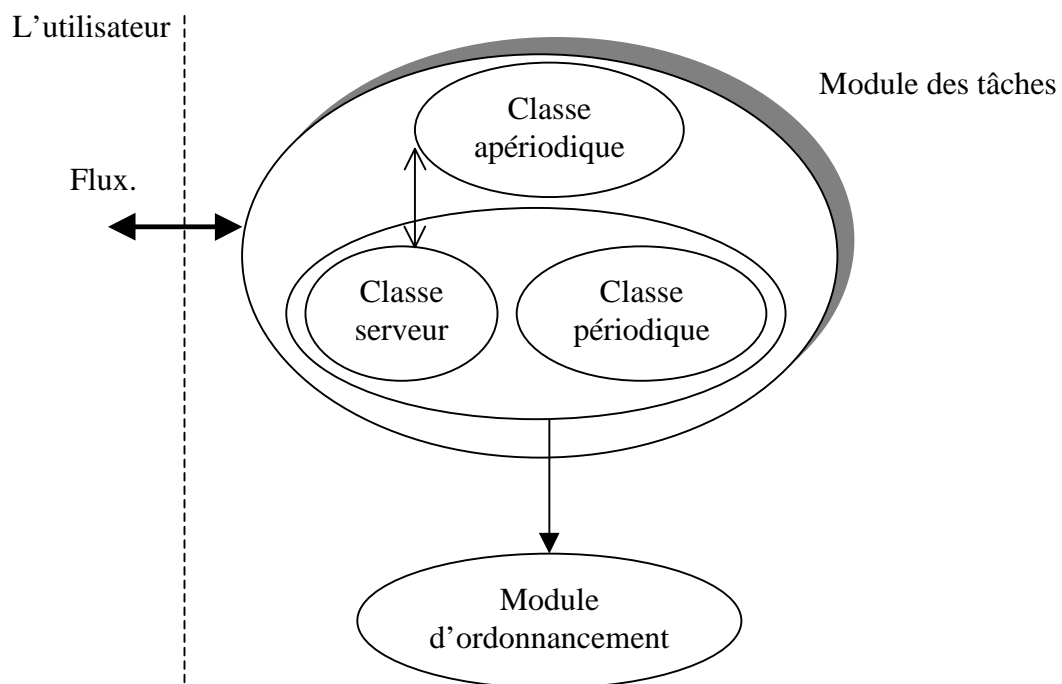 L’utilisateur
Module des tâches
Classe
apériodique
Flux.
Classe
serveur
Classe
périodique
Module
d’ordonnancement